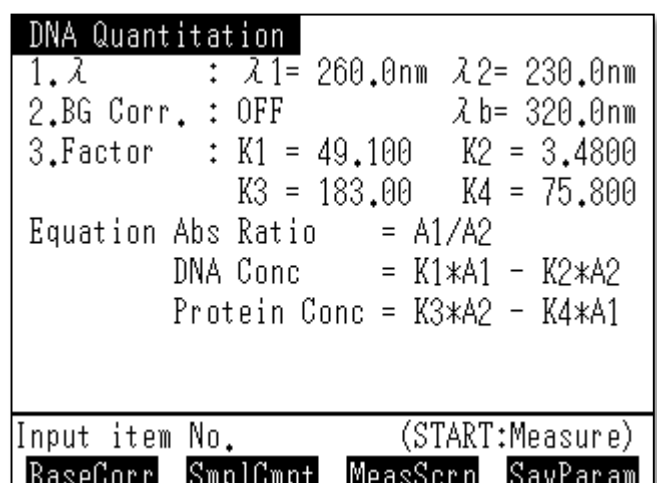 DNA Quantitation
1.λ : λ1= 260.0nm λ2= 230.0nm
2.BG Corr. : OFF λb= 320.0nm
3.Factor : K1 = 49.100 K2 = 3.4800
K3 = 183.00 K4 = 75.800
Equation Abs Ratio = A1/A2
DNA Conc = K1*A1 - K2*A2
Protein Conc = K3*A2 - K4*A1
Input item No. (START:Measure)
BaseCorr SmplCmpt MeasScrn SavParam